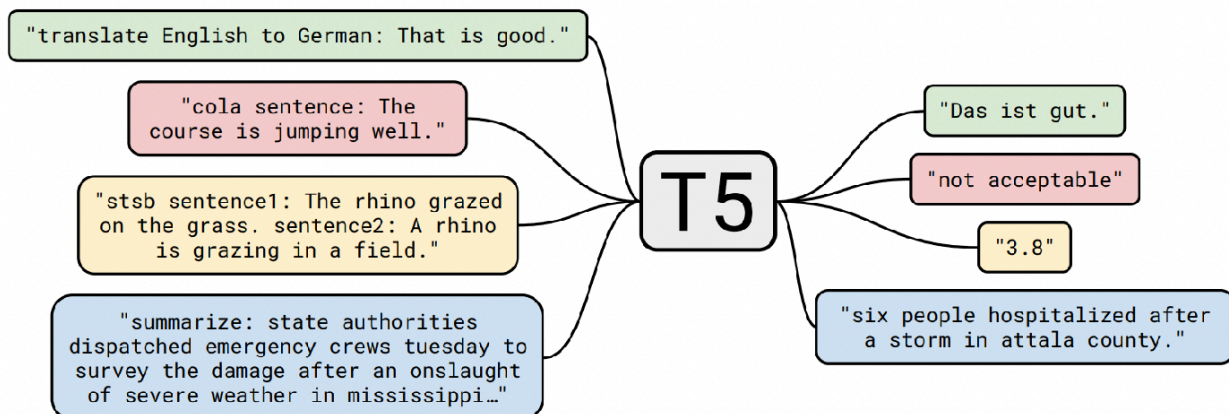 "translate English to German: That is good."
"cola sentence: The
course is jumping well."
"stsb sentence1: The rhino grazed
on the grass. sentence2: A rhino
is grazing in a field."
"summarize: state authorities
dispatched emergency crews tuesday to
survey the damage after an onslaught
of severe weather in mississippi…"
T5
"Das ist gut."
"not acceptable"
"3.8"
"six people hospitalized after
a storm in attala county."